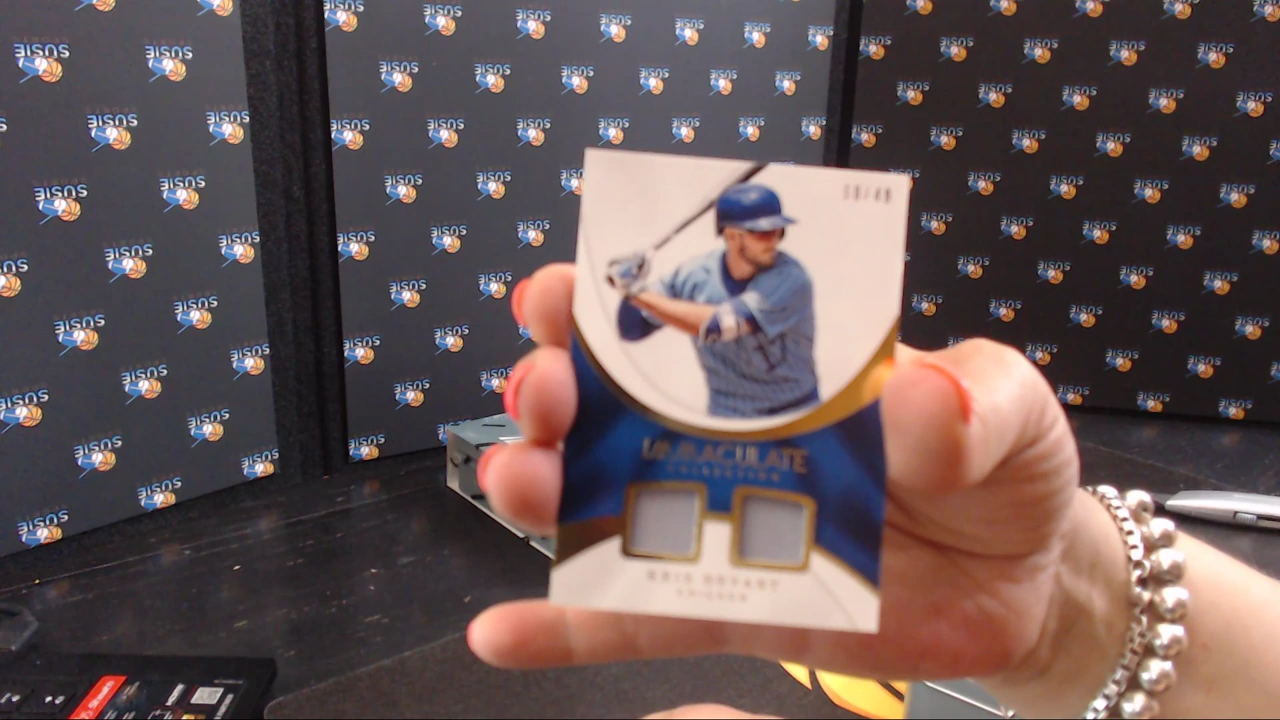 SUSIE
IMMACULATE
COLLECTION
KRIS BRYANT
CHICAGO